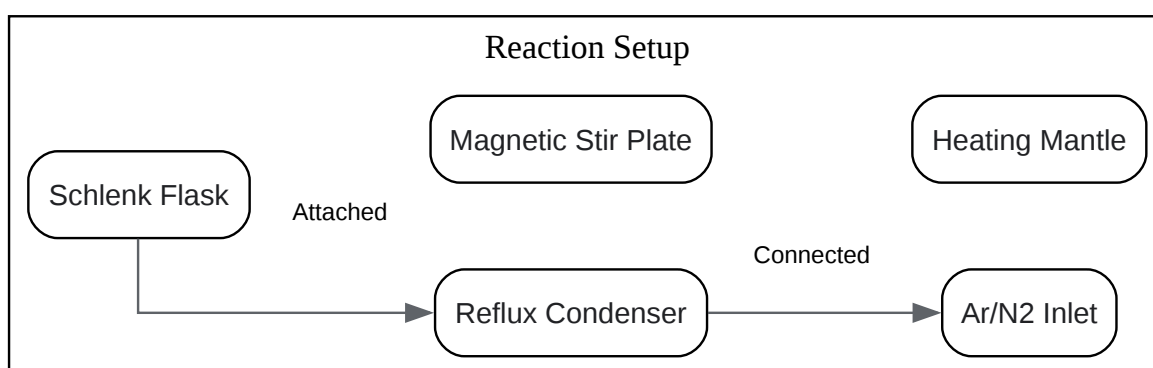 Reaction Setup
Magnetic Stir Plate
Heating Mantle
Schlenk Flask
Attached
Connected
Reflux Condenser
Ar/N2 Inlet